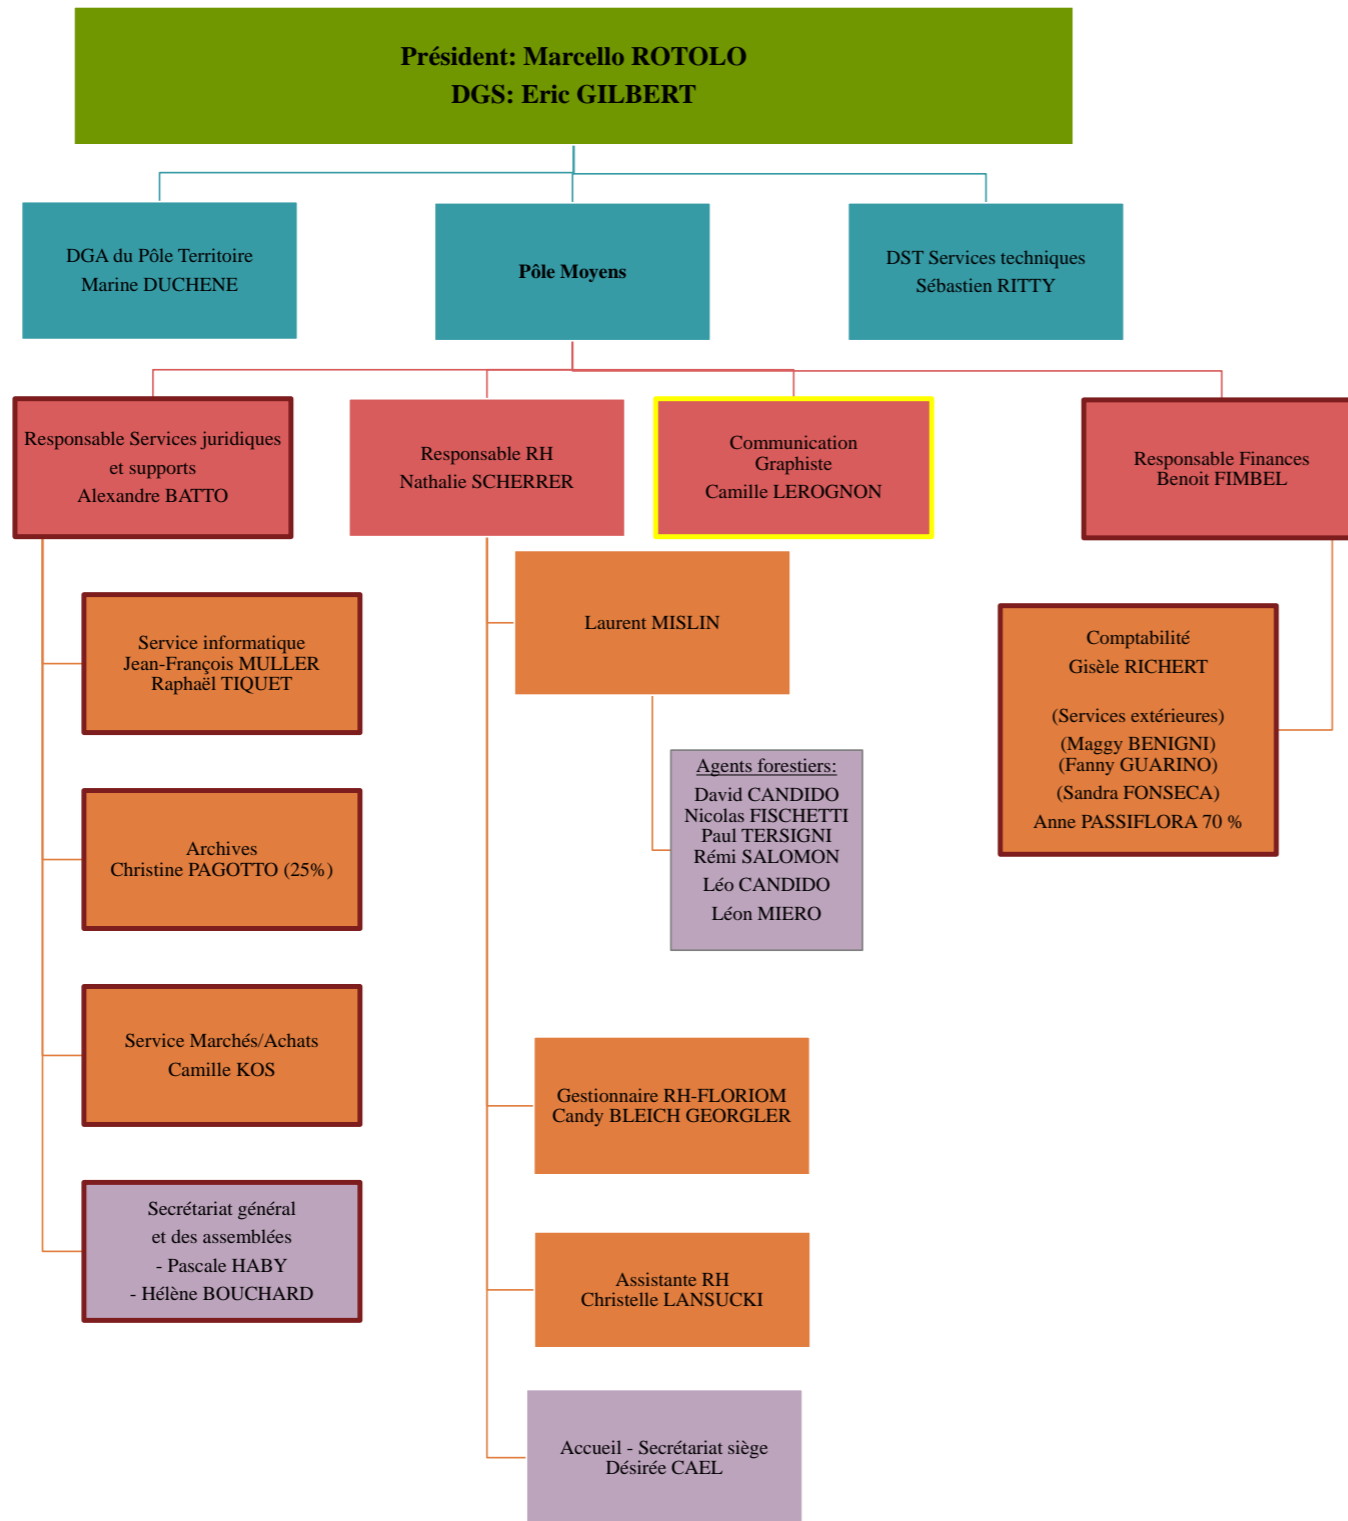 Président: Marcello ROTOLO
DGS: Eric GILBERT
DGA du Pôle Territoire
Marine DUCHENE
Pôle Moyens
DST Services techniques
Sébastien RITTY
Responsable Services juridiques
et supports
Alexandre BATTO
Responsable RH
Nathalie SCHERRER
Communication
Graphiste
Camille LEROGNON
Responsable Finances
Benoit FIMBEL
Service informatique
Jean-François MULLER
Raphaël TIQUET
Archives
Christine PAGOTTO (25%)
Service Marchés/Achats
Camille KOS
Secrétariat général
et des assemblées
- Pascale HABY
- Hélène BOUCHARD
Laurent MISLIN
Agents forestiers:
David CANDIDO
Nicolas FISCHETTI
Paul TERSIGNI
Rémi SALOMON
Léo CANDIDO
Léon MIERO
Gestionnaire RH-FLORIOM
Candy BLEICH GEORGLER
Assistante RH
Christelle LANSUCKI
Accueil - Secrétariat siège
Désirée CAEL
Comptabilité
Gisèle RICHERT
(Services extérieures)
(Maggy BENIGNI)
(Fanny GUARINO)
(Sandra FONSECA)
Anne PASSIFLORA 70 %